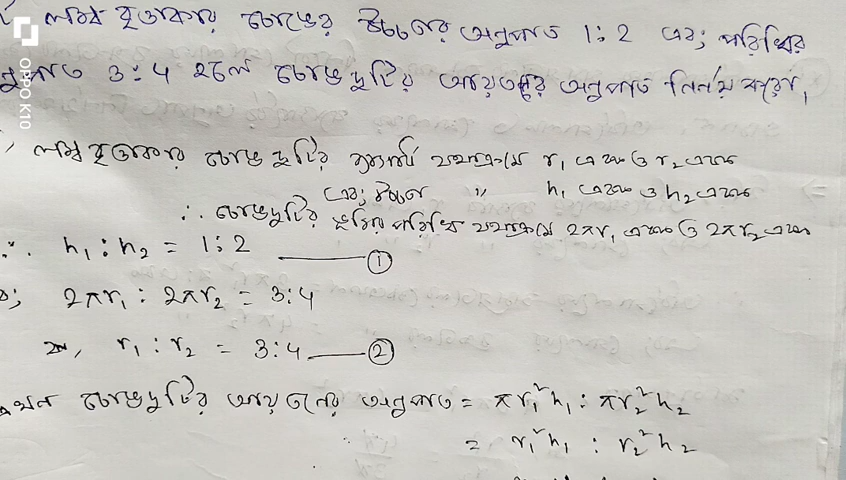 লম্ব বৃত্তাকার চোঙের উচ্চতার অনুপাত 1:2 এবং পরিধির
পাত 3:4 হলে চোঙ দুটির আয়তনের অনুপাত নির্ণয় করো,
লম্ব বৃত্তাকার চোঙ দুটির ব্যাসার্ধ যথাক্রমে r₁ একক ও r₂ একক
এবং উচ্চতা " h₁ একক ও h₂ একক
∴ চোঙদুটির ভূমির পরিধি যথাক্রমে 2πr₁ একক ও 2πr₂ একক
∴ h₁ : h₂ = 1:2 ——— ①
2πr₁ : 2πr₂ = 3:4
বা, r₁ : r₂ = 3:4 —— ②
এখন চোঙদুটির আয়তনের অনুপাত = πr₁²h₁ : πr₂²h₂
= r₁²h₁ : r₂²h₂
OPPO K10